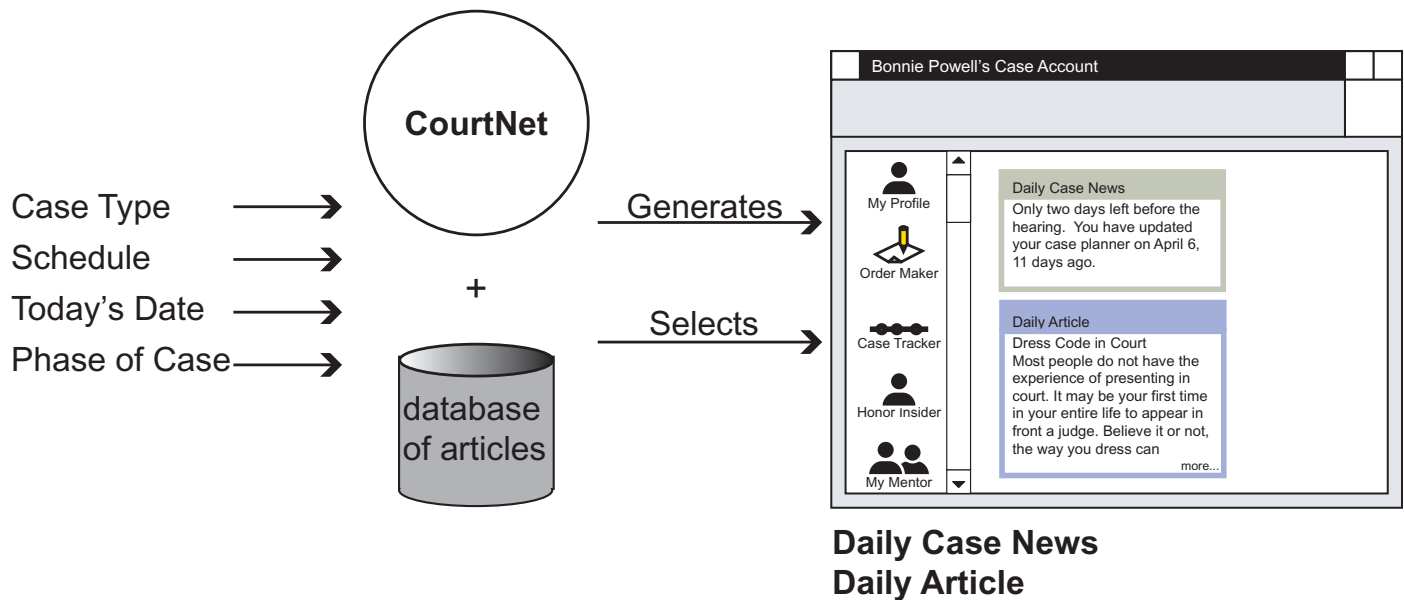 Case Type
Schedule
Today's Date
Phase of Case
CourtNet
+
database
of articles
Generates
Selects
Bonnie Powell's Case Account
My Profile
Order Maker
Case Tracker
Honor Insider
My Mentor
Daily Case News
Only two days left before the
hearing. You have updated
your case planner on April 6,
11 days ago.
Daily Article
Dress Code in Court
Most people do not have the
experience of presenting in
court. It may be your first time
in your entire life to appear in
front a judge. Believe it or not,
the way you dress can
more...
Daily Case News
Daily Article